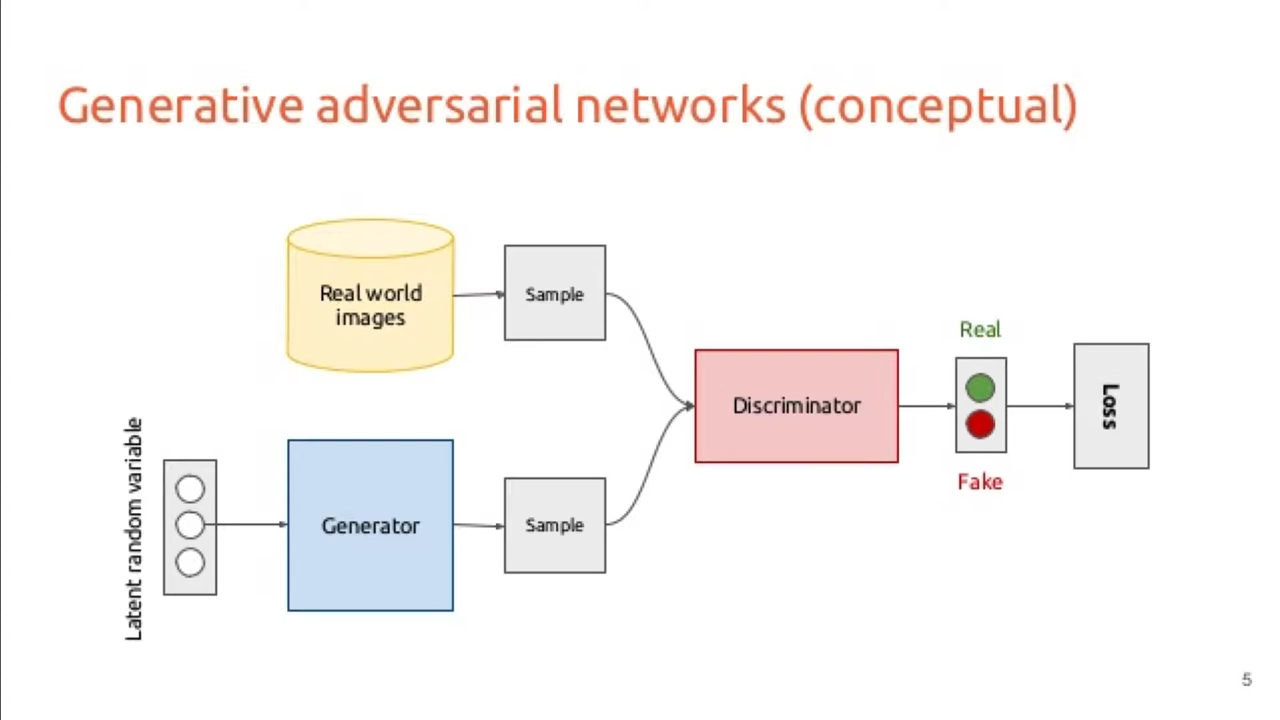 Generative adversarial networks (conceptual)
Real world
images
Sample
Real
Discriminator
Loss
Fake
Latent random variable
Generator
Sample
5